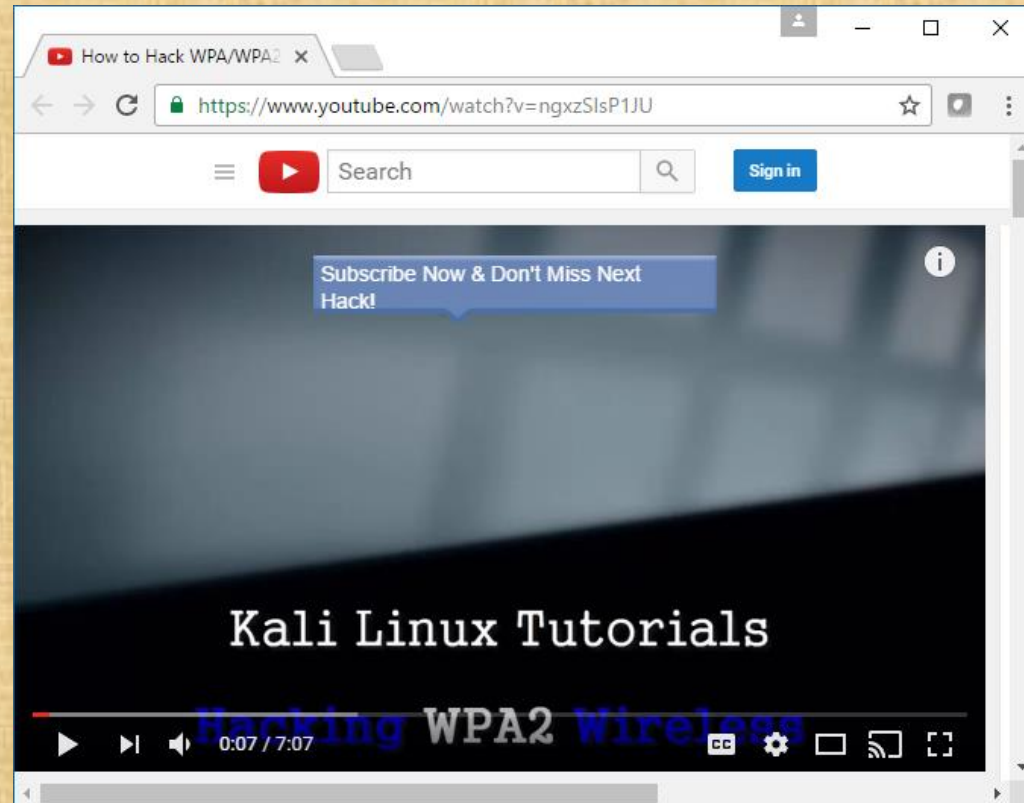 How to Hack WPA/WPA2
https://www.youtube.com/watch?v=ngxzSIsP1JU
Search
Sign in
Subscribe Now & Don't Miss Next
Hack!
Kali Linux Tutorials
Hacking WPA2 Wireless
0:07 / 7:07
CC